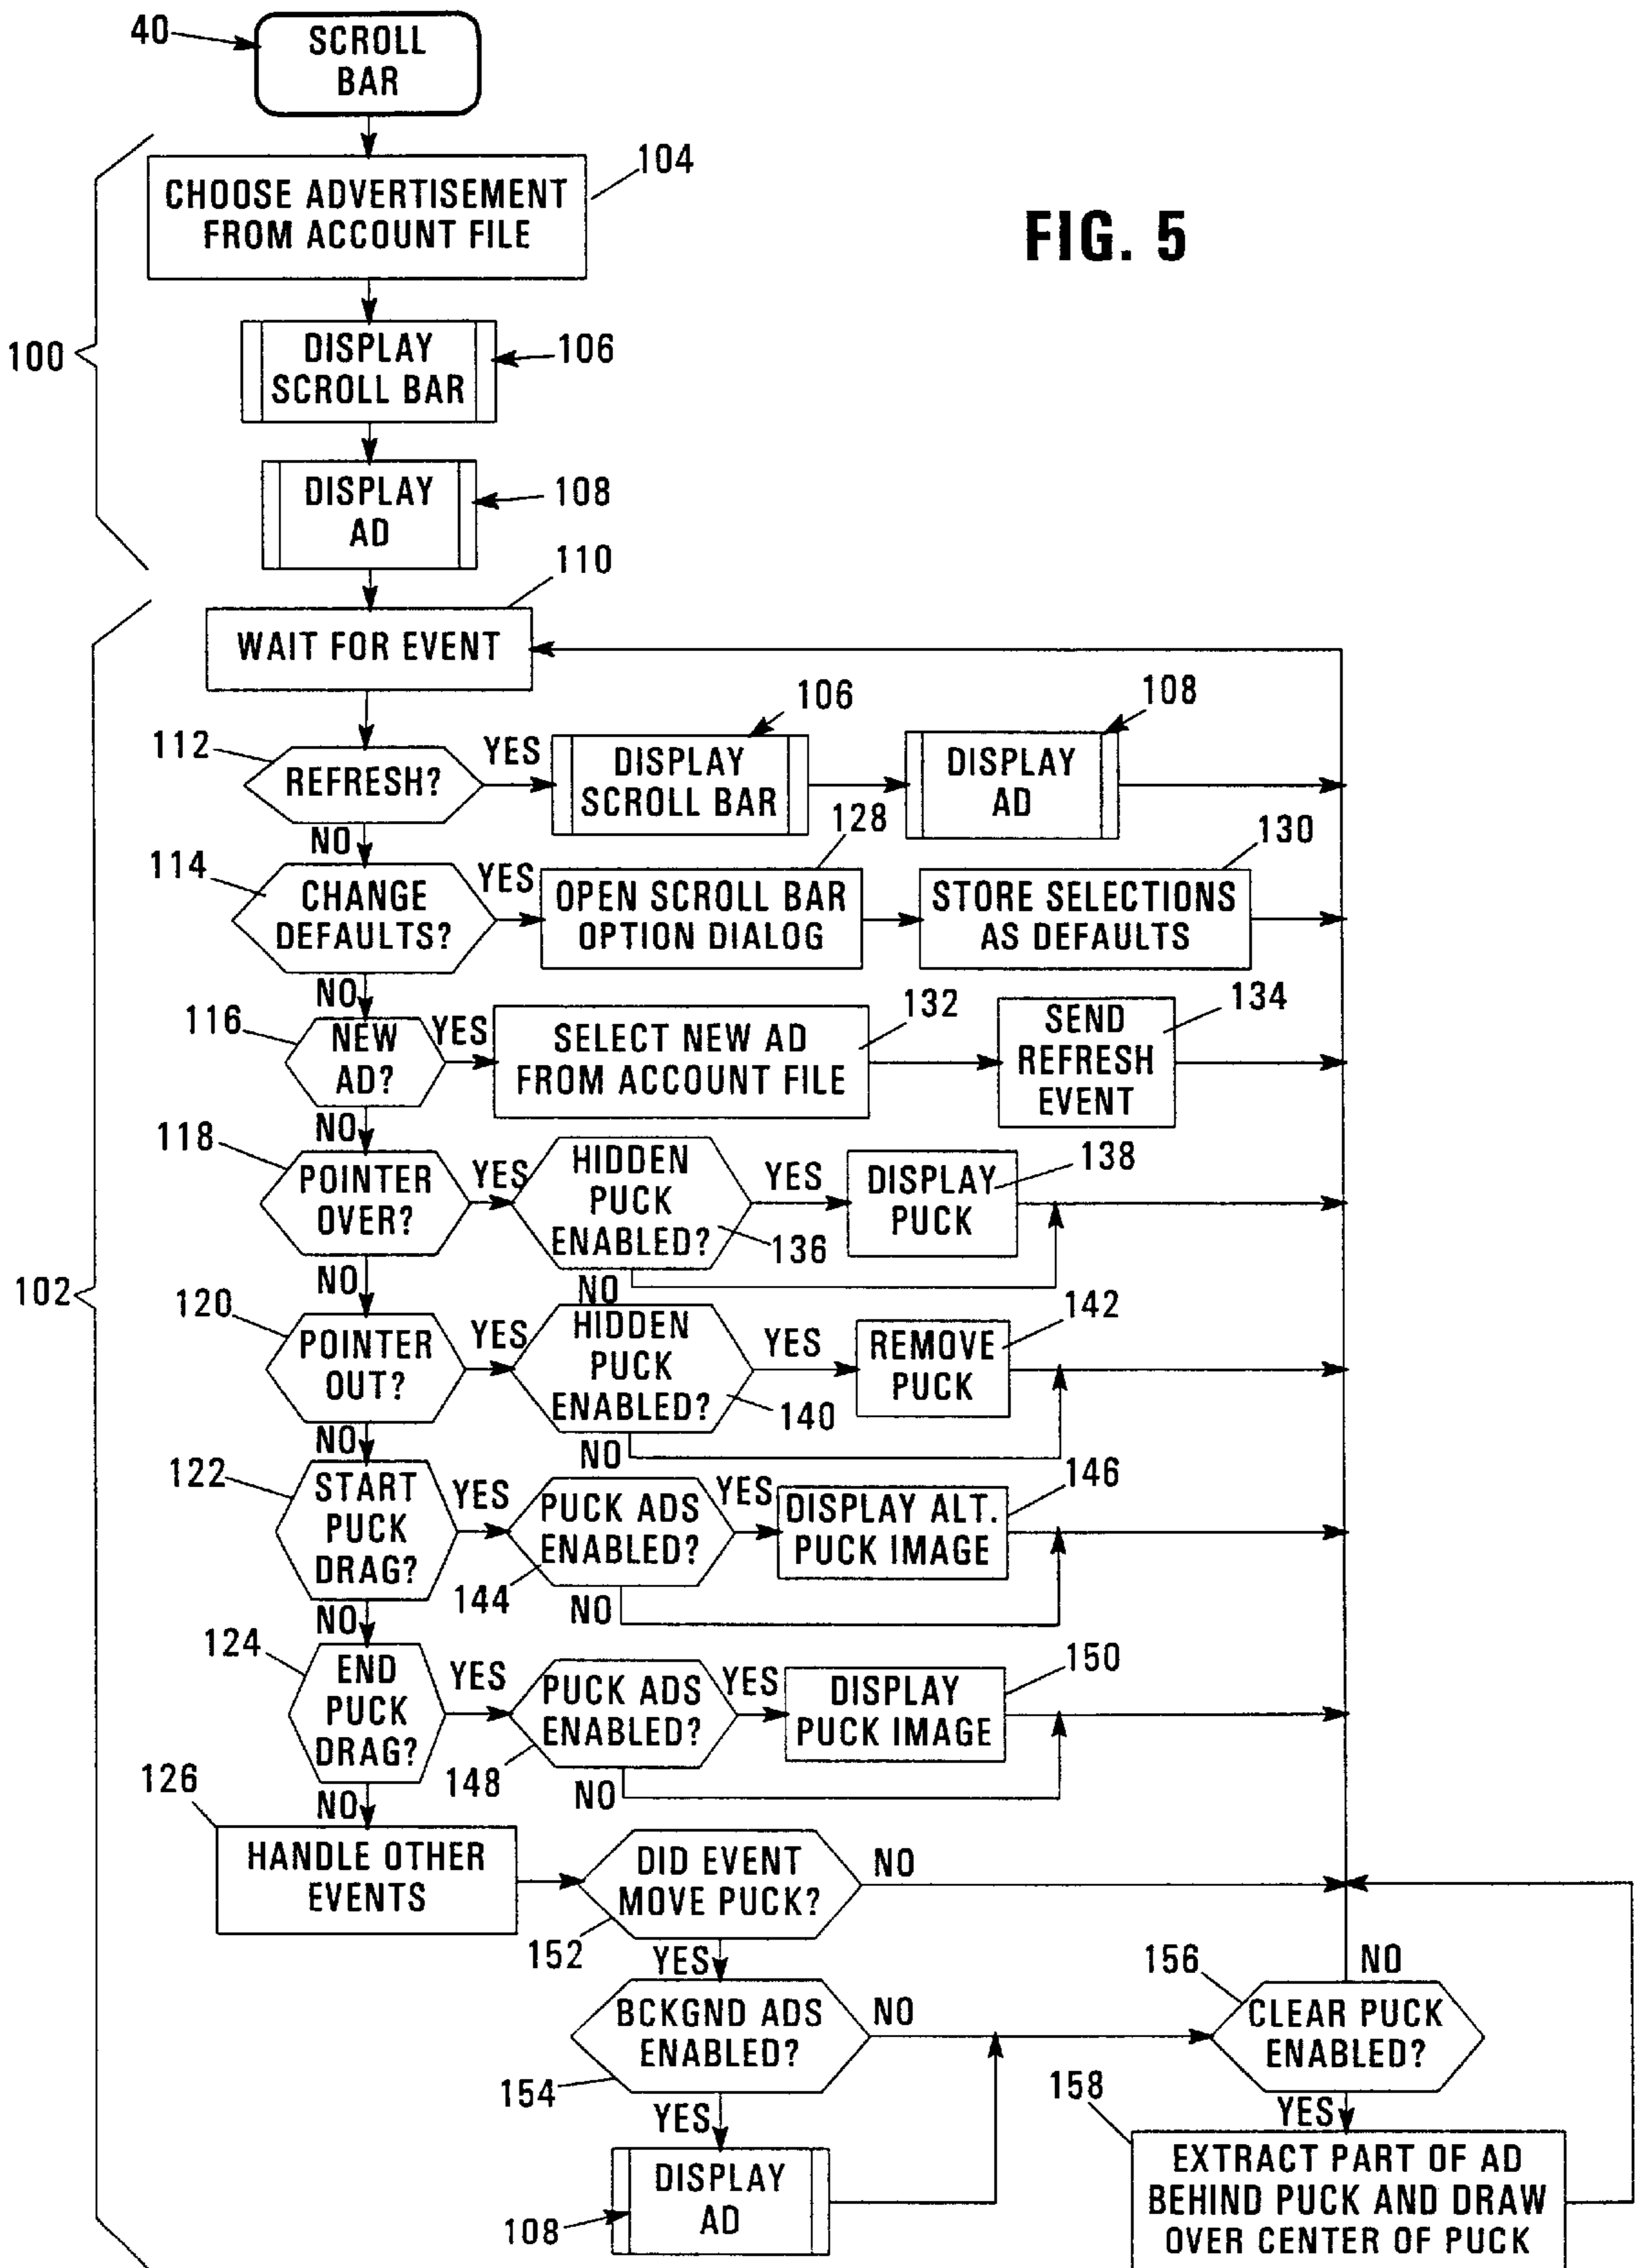 40
SCROLL
BAR
104
CHOOSE ADVERTISEMENT
FROM ACCOUNT FILE
FIG. 5
100
DISPLAY
SCROLL BAR
106
DISPLAY
AD
108
110
WAIT FOR EVENT
102
112
REFRESH?
YES
106
DISPLAY
SCROLL BAR
108
DISPLAY
AD
NO
114
CHANGE
DEFAULTS?
YES
128
OPEN SCROLL BAR
OPTION DIALOG
130
STORE SELECTIONS
AS DEFAULTS
NO
116
NEW
AD?
YES
132
SELECT NEW AD
FROM ACCOUNT FILE
134
SEND
REFRESH
EVENT
NO
118
POINTER
OVER?
YES
HIDDEN
PUCK
ENABLED?
136
YES
138
DISPLAY
PUCK
NO
NO
120
POINTER
OUT?
YES
HIDDEN
PUCK
ENABLED?
140
YES
142
REMOVE
PUCK
NO
NO
122
START
PUCK
DRAG?
YES
PUCK ADS
ENABLED?
144
YES
146
DISPLAY ALT.
PUCK IMAGE
NO
NO
124
END
PUCK
DRAG?
YES
PUCK ADS
ENABLED?
148
YES
150
DISPLAY
PUCK IMAGE
NO
NO
126
HANDLE OTHER
EVENTS
DID EVENT
MOVE PUCK?
152
NO
YES
BCKGND ADS
ENABLED?
154
NO
156
NO
CLEAR PUCK
ENABLED?
YES
108
DISPLAY
AD
YES
158
EXTRACT PART OF AD
BEHIND PUCK AND DRAW
OVER CENTER OF PUCK